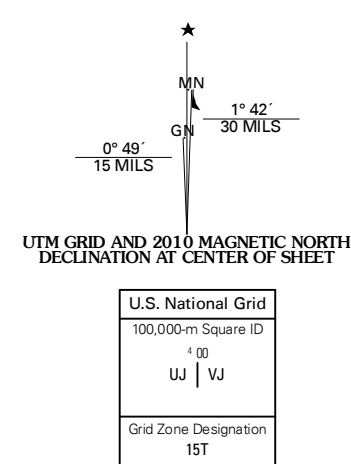 ★
MN
1° 42´
30 MILS
GN
0° 49´
15 MILS
UTM GRID AND 2010 MAGNETIC NORTH
DECLINATION AT CENTER OF SHEET
U.S. National Grid
100,000-m Square ID
4 00
UJ VJ
Grid Zone Designation
15T